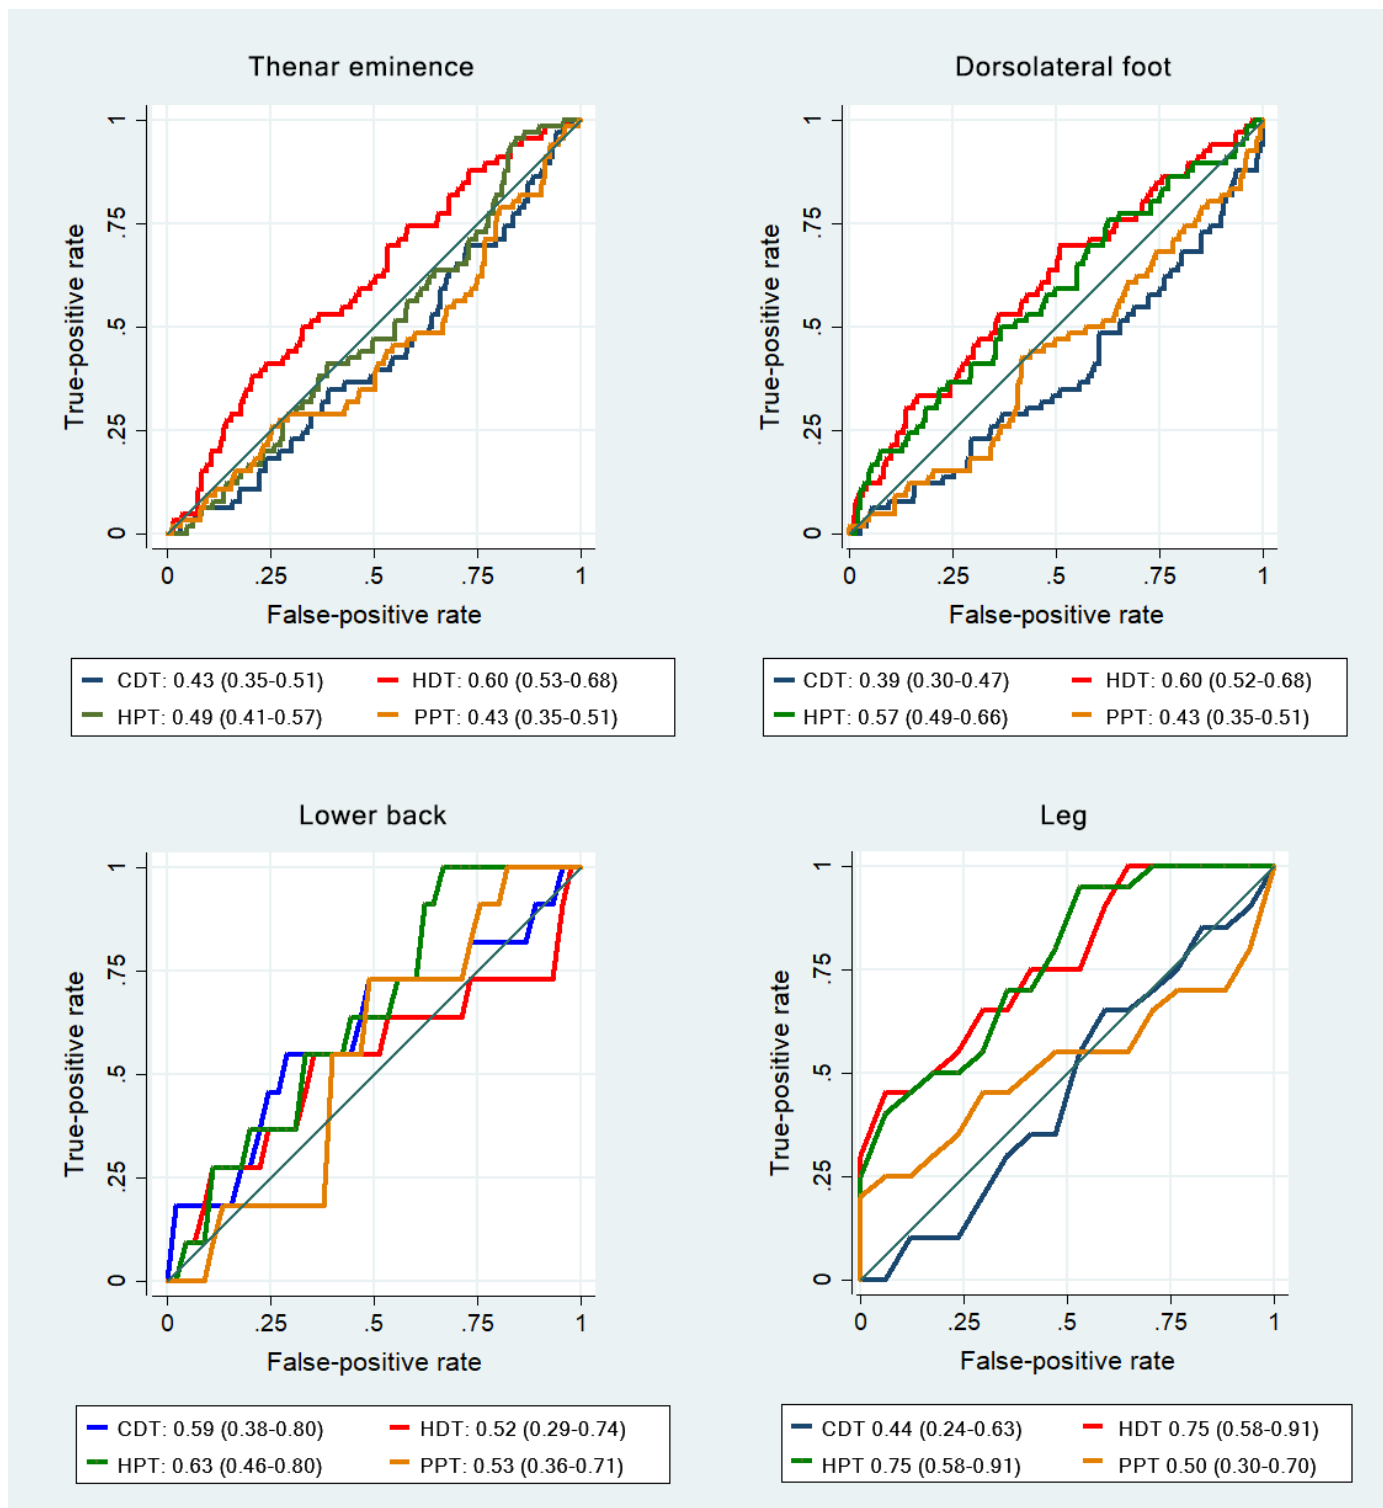 Thenar eminence
True-positive rate
1
.75
.5
.25
0
0 .25 .5 .75 1
False-positive rate
CDT: 0.43 (0.35-0.51) HDT: 0.60 (0.53-0.68)
HPT: 0.49 (0.41-0.57) PPT: 0.43 (0.35-0.51)
Dorsolateral foot
True-positive rate
1
.75
.5
.25
0
0 .25 .5 .75 1
False-positive rate
CDT: 0.39 (0.30-0.47) HDT: 0.60 (0.52-0.68)
HPT: 0.57 (0.49-0.66) PPT: 0.43 (0.35-0.51)
Lower back
True-positive rate
1
.75
.5
.25
0
0 .25 .5 .75 1
False-positive rate
CDT: 0.59 (0.38-0.80) HDT: 0.52 (0.29-0.74)
HPT: 0.63 (0.46-0.80) PPT: 0.53 (0.36-0.71)
Leg
True-positive rate
1
.75
.5
.25
0
0 .25 .5 .75 1
False-positive rate
CDT 0.44 (0.24-0.63) HDT 0.75 (0.58-0.91)
HPT 0.75 (0.58-0.91) PPT 0.50 (0.30-0.70)